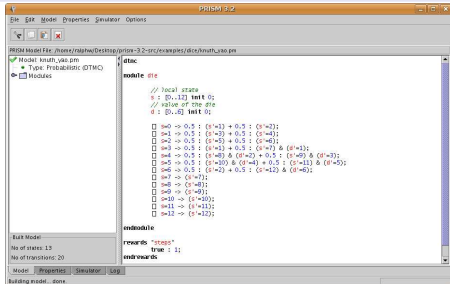 PRISM 3.2
File Edit Model Properties Simulator Options
PRISM Model File: /home/ralphw/Desktop/prism-3.2-src/examples/dice/knuth_yao.pm
Model: knuth_yao.pm
Type: Probabilistic (DTMC)
Modules
dtmc
module die
// local state
s : [0..12] init 0;
// value of the die
d : [0..6] init 0;
[] s=0 -> 0.5 : (s'=1) + 0.5 : (s'=2);
[] s=1 -> 0.5 : (s'=3) + 0.5 : (s'=4);
[] s=2 -> 0.5 : (s'=5) + 0.5 : (s'=6);
[] s=3 -> 0.5 : (s'=1) + 0.5 : (s'=7) & (d'=1);
[] s=4 -> 0.5 : (s'=8) & (d'=2) + 0.5 : (s'=9) & (d'=3);
[] s=5 -> 0.5 : (s'=10) & (d'=4) + 0.5 : (s'=11) & (d'=5);
[] s=6 -> 0.5 : (s'=2) + 0.5 : (s'=12) & (d'=6);
[] s=7 -> (s'=7);
[] s=8 -> (s'=8);
[] s=9 -> (s'=9);
[] s=10 -> (s'=10);
[] s=11 -> (s'=11);
[] s=12 -> (s'=12);
endmodule
rewards "steps"
true : 1;
endrewards
Built Model
No of states: 13
No of transitions: 20
Model Properties Simulator Log
Building model... done.